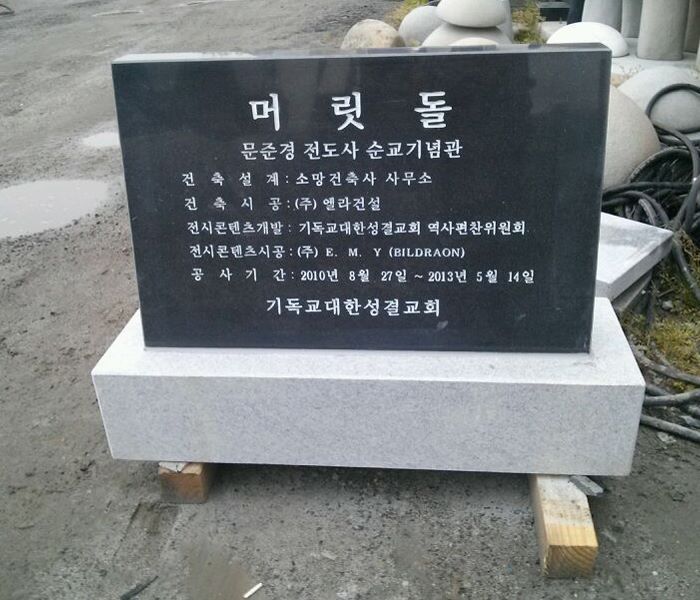 머릿돌
문준경 전도사 순교기념관
건축설계 : 소망건축사 사무소
건축시공 : (주) 엘라건설
전시콘텐츠개발 : 기독교대한성결교회 역사편찬위원회
전시콘텐츠시공 : (주) E. M. Y (BILDRAON)
공사기간 : 2010년 8월 27일 ~ 2013년 5월 14일
기독교대한성결교회